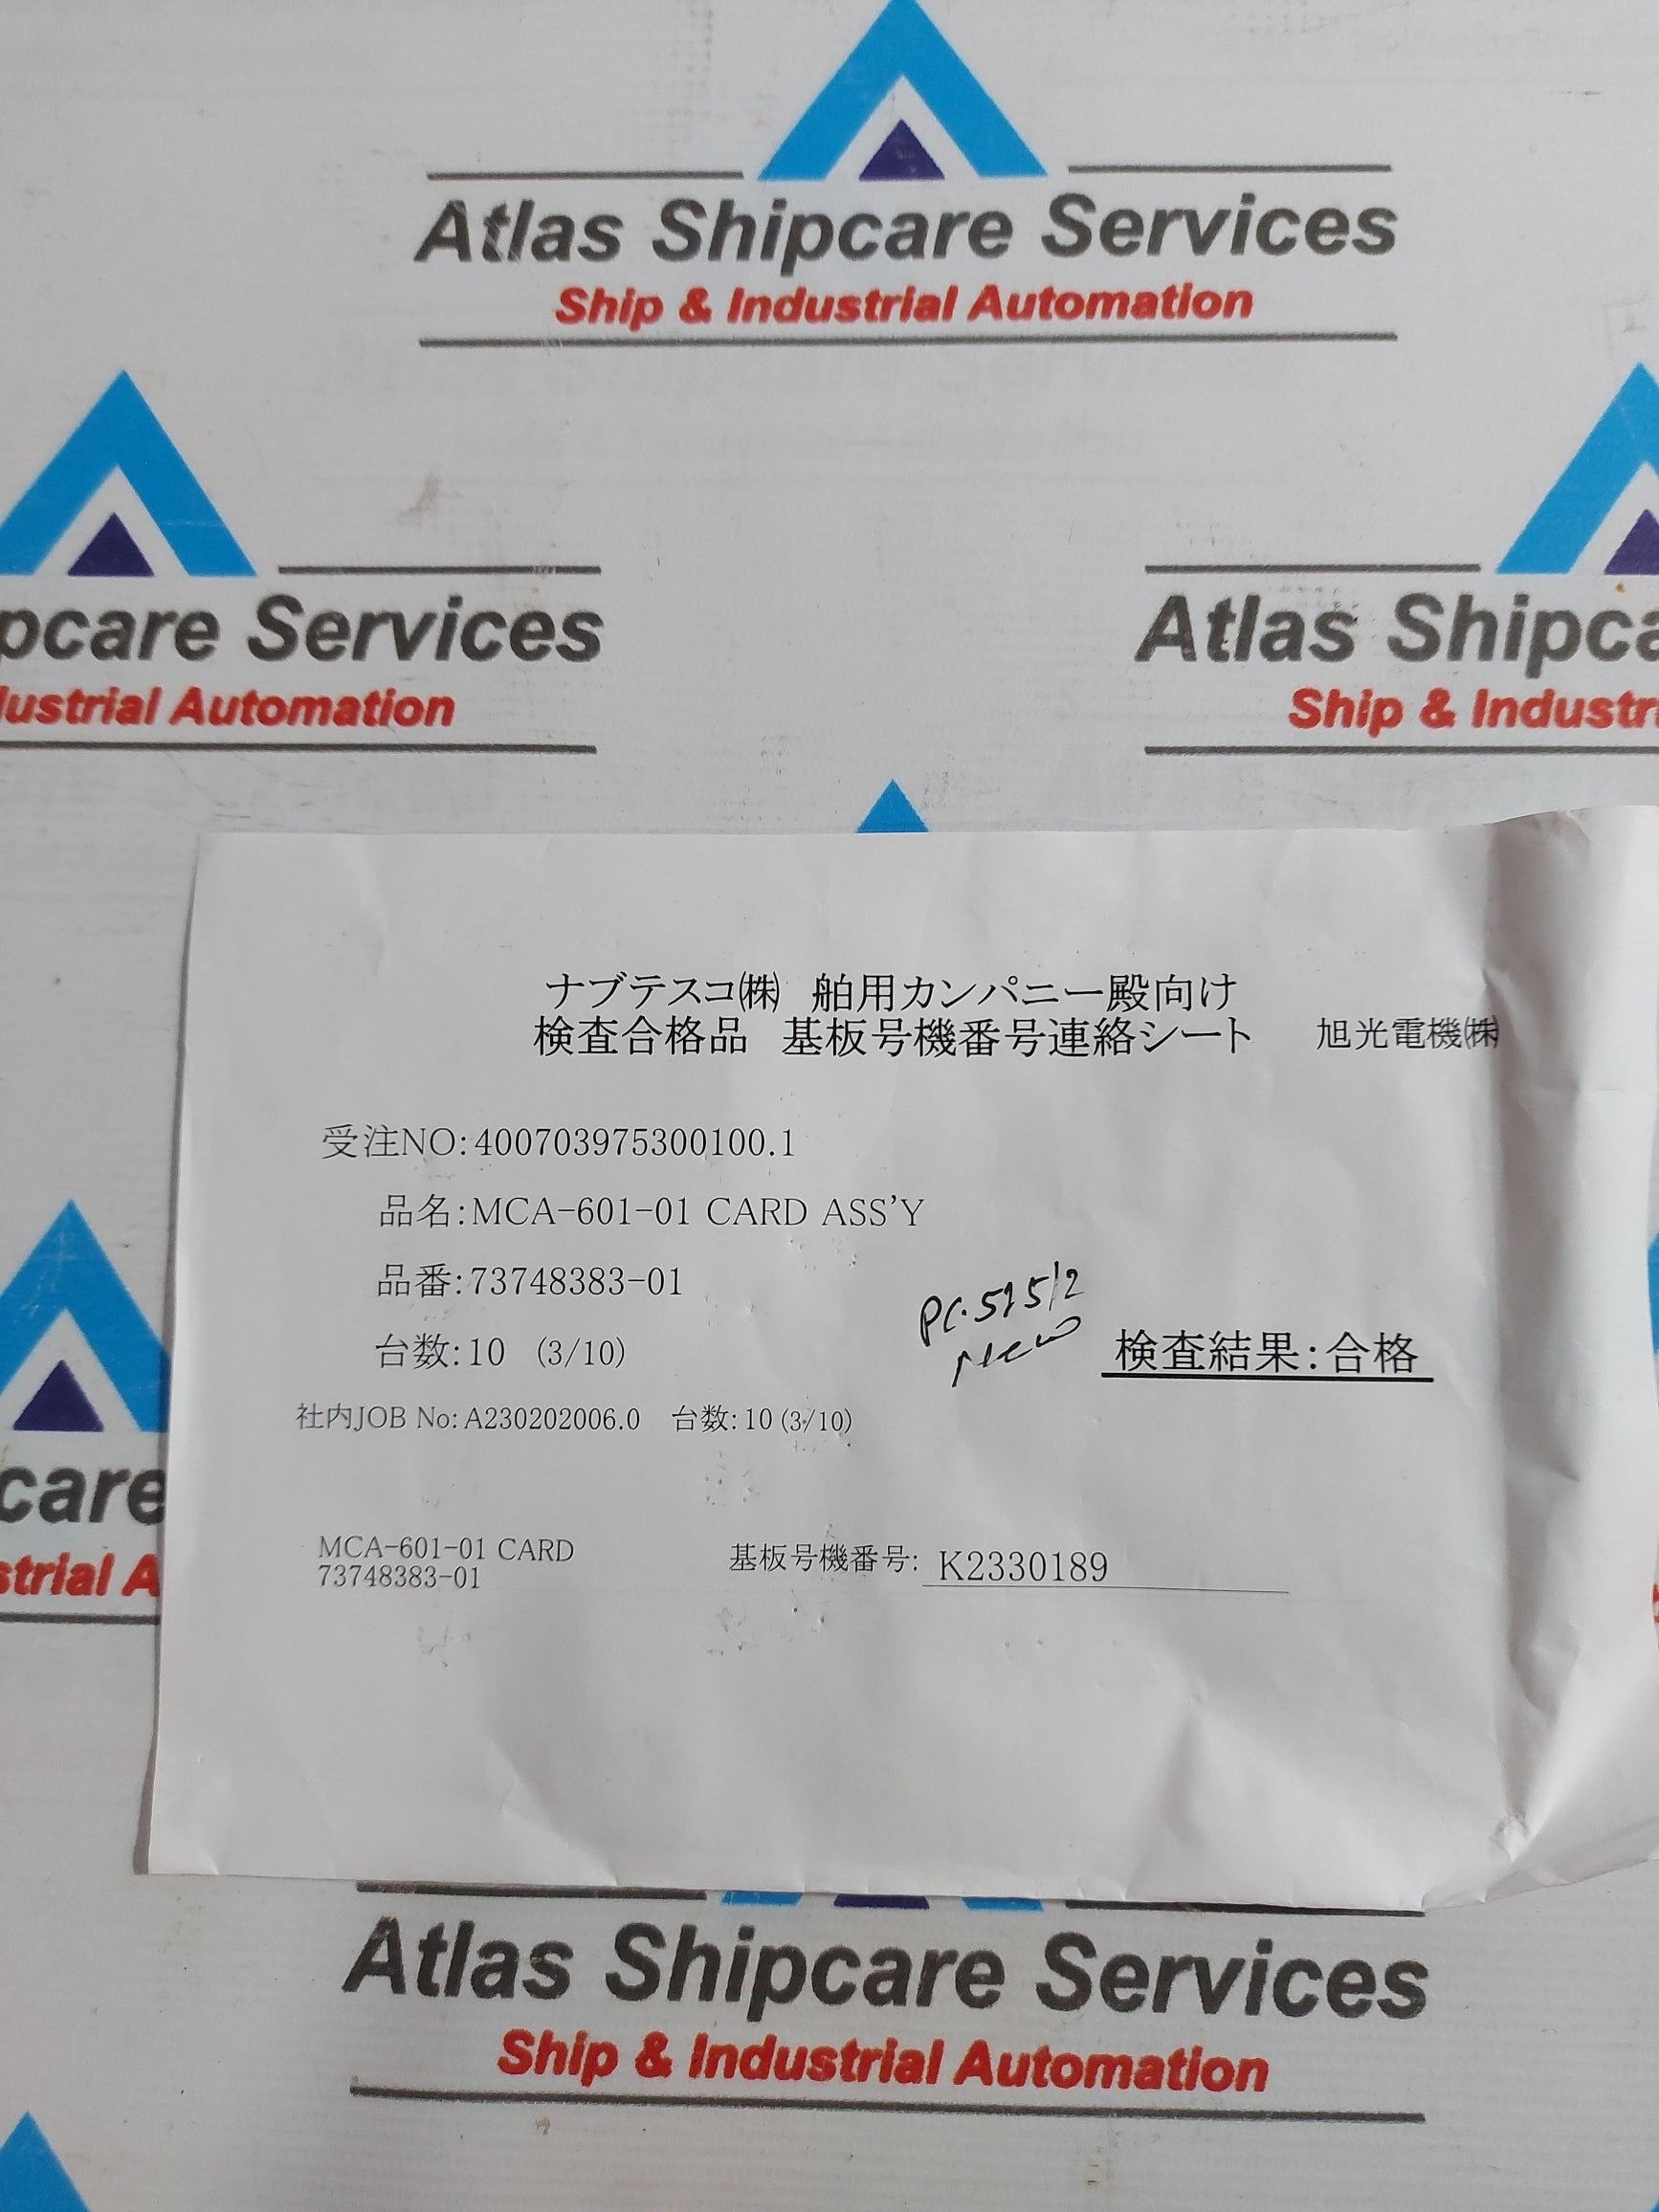 Atlas Shipcare Services
Ship & Industrial Automation
pcare Services
dustrial Automation
Atlas Shipca
Ship & Industr
ナブテスコ㈱ 舶用カンパニー殿向け
検査合格品 基板号機番号連絡シート 旭光電機㈱
受注NO:400703975300100.1
品名:MCA-601-01 CARD ASS'Y
品番:73748383-01
台数:10 (3/10)
New
検査結果:合格
社内JOB No:A230202006.0 台数:10 (3/10)
MCA-601-01 CARD
73748383-01
基板号機番号: K2330189
care
strial A
Atlas Shipcare Services
Ship & Industrial Automation